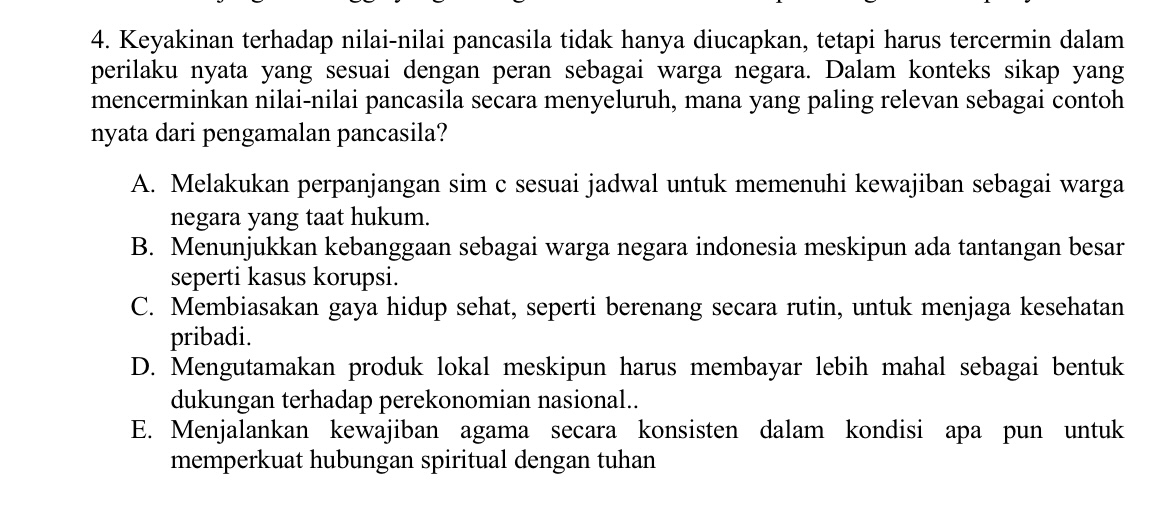 4. Keyakinan terhadap nilai-nilai pancasila tidak hanya diucapkan, tetapi harus tercermin dalam
perilaku nyata yang sesuai dengan peran sebagai warga negara. Dalam konteks sikap yang
mencerminkan nilai-nilai pancasila secara menyeluruh, mana yang paling relevan sebagai contoh
nyata dari pengamalan pancasila?
A. Melakukan perpanjangan sim c sesuai jadwal untuk memenuhi kewajiban sebagai warga
negara yang taat hukum.
B. Menunjukkan kebanggaan sebagai warga negara indonesia meskipun ada tantangan besar
seperti kasus korupsi.
C. Membiasakan gaya hidup sehat, seperti berenang secara rutin, untuk menjaga kesehatan
pribadi.
D. Mengutamakan produk lokal meskipun harus membayar lebih mahal sebagai bentuk
dukungan terhadap perekonomian nasional..
E. Menjalankan kewajiban agama secara konsisten dalam kondisi apa pun untuk
memperkuat hubungan spiritual dengan tuhan